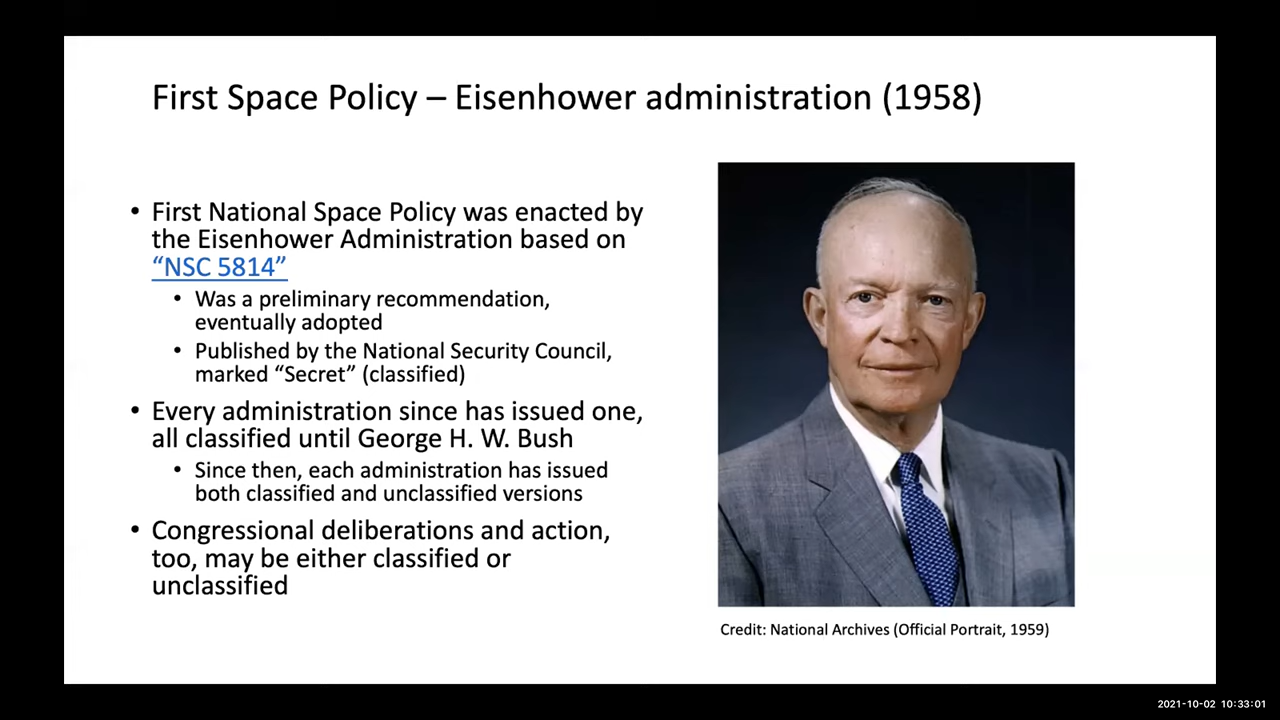 First Space Policy – Eisenhower administration (1958)
• First National Space Policy was enacted by
the Eisenhower Administration based on
“NSC 5814”
• Was a preliminary recommendation,
eventually adopted
• Published by the National Security Council,
marked “Secret” (classified)
• Every administration since has issued one,
all classified until George H. W. Bush
• Since then, each administration has issued
both classified and unclassified versions
• Congressional deliberations and action,
too, may be either classified or
unclassified
Credit: National Archives (Official Portrait, 1959)
2021-10-02 10:33:01